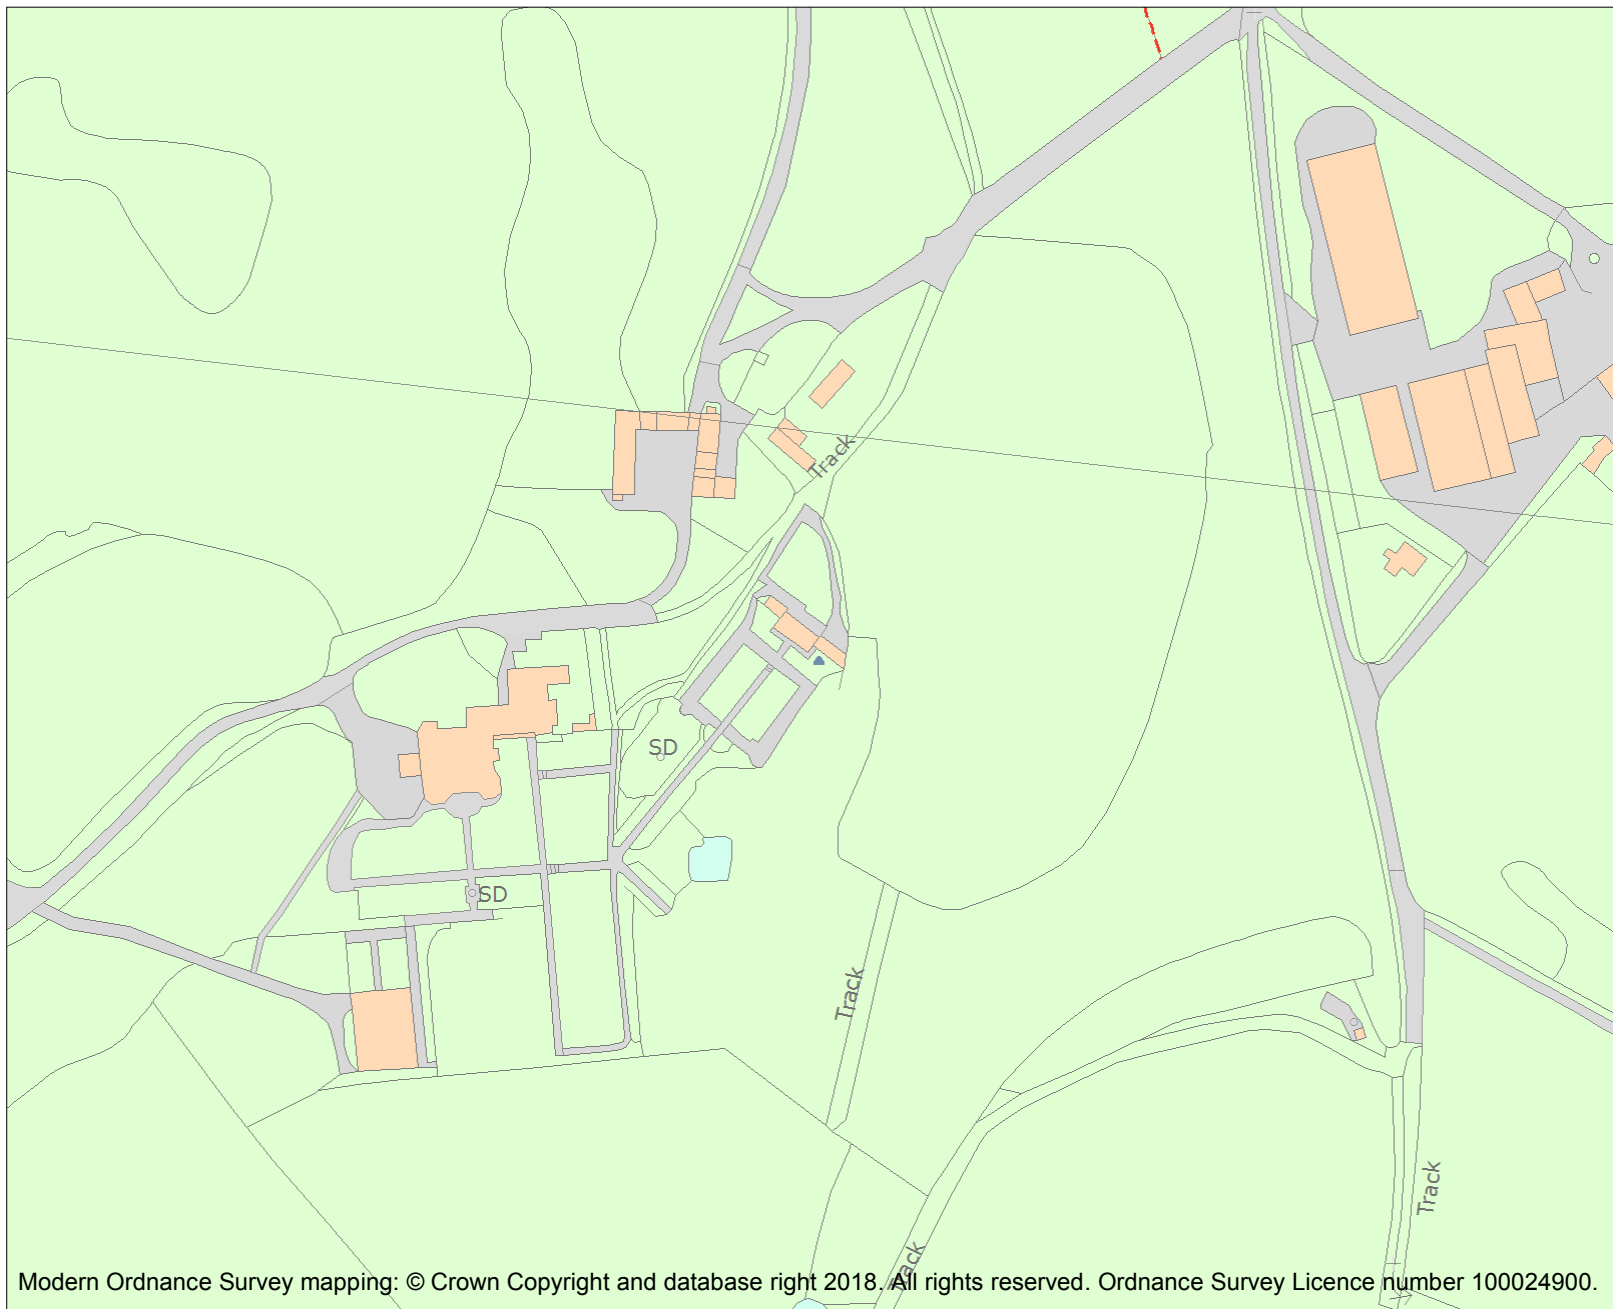 Track
SD
SD
Track
Track
Track
Modern Ordnance Survey mapping: © Crown Copyright and database right 2018. All rights reserved. Ordnance Survey Licence number 100024900.